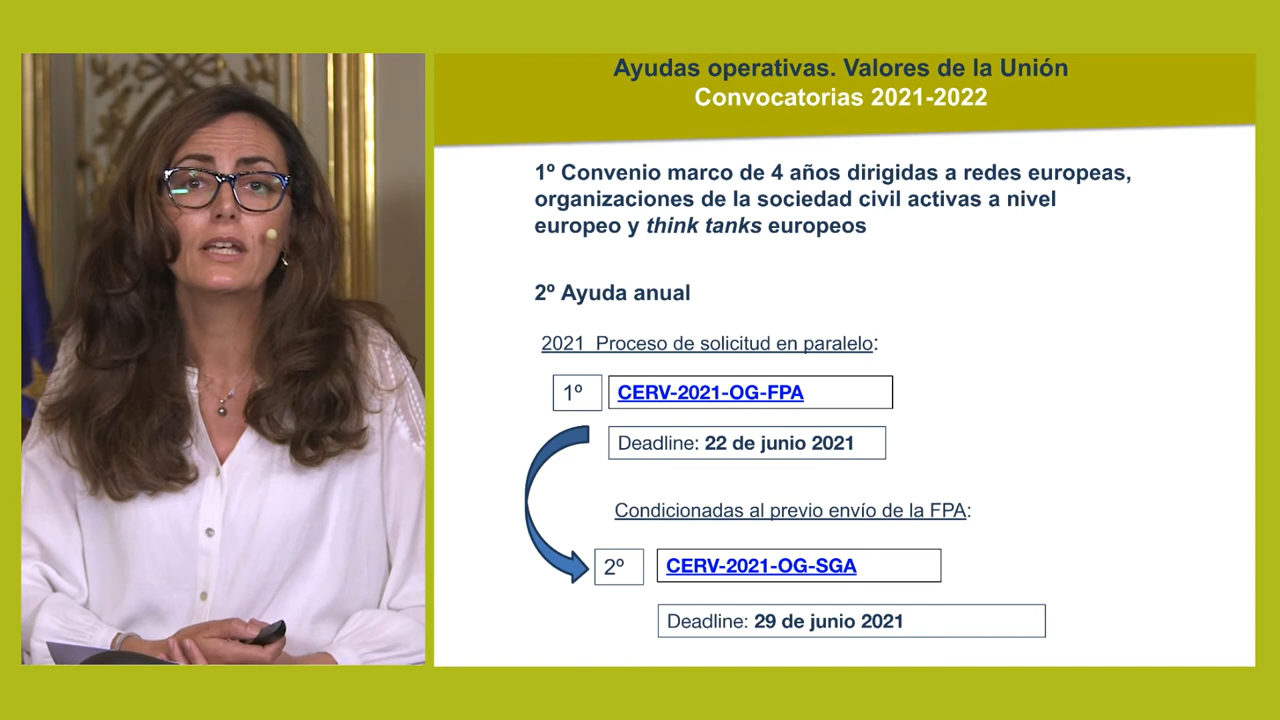 Ayudas operativas. Valores de la Unión
Convocatorias 2021-2022
1º Convenio marco de 4 años dirigidas a redes europeas,
organizaciones de la sociedad civil activas a nivel
europeo y think tanks europeos
2º Ayuda anual
2021 Proceso de solicitud en paralelo:
1º
CERV-2021-OG-FPA
Deadline: 22 de junio 2021
Condicionadas al previo envío de la FPA:
2º
CERV-2021-OG-SGA
Deadline: 29 de junio 2021